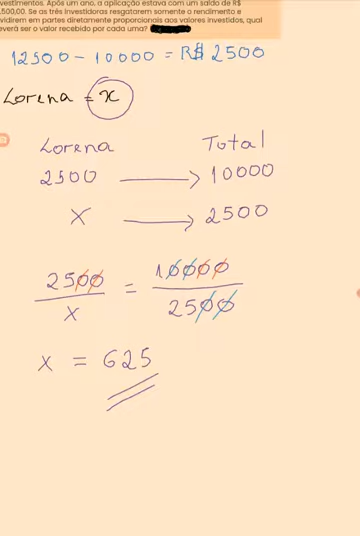 vestimentos. Após um ano, a aplicação estava com um saldo de R$
.500,00. Se as três investidoras resgatarem somente o rendimento e
vidirem em partes diretamente proporcionais aos valores investidos, qual
everá ser o valor recebido por cada uma?
12500 - 10000 = R$ 2500
Lorena = x
Lorena Total
2500 → 10000
X → 2500
2500 / X = 10000 / 2500
X = 625